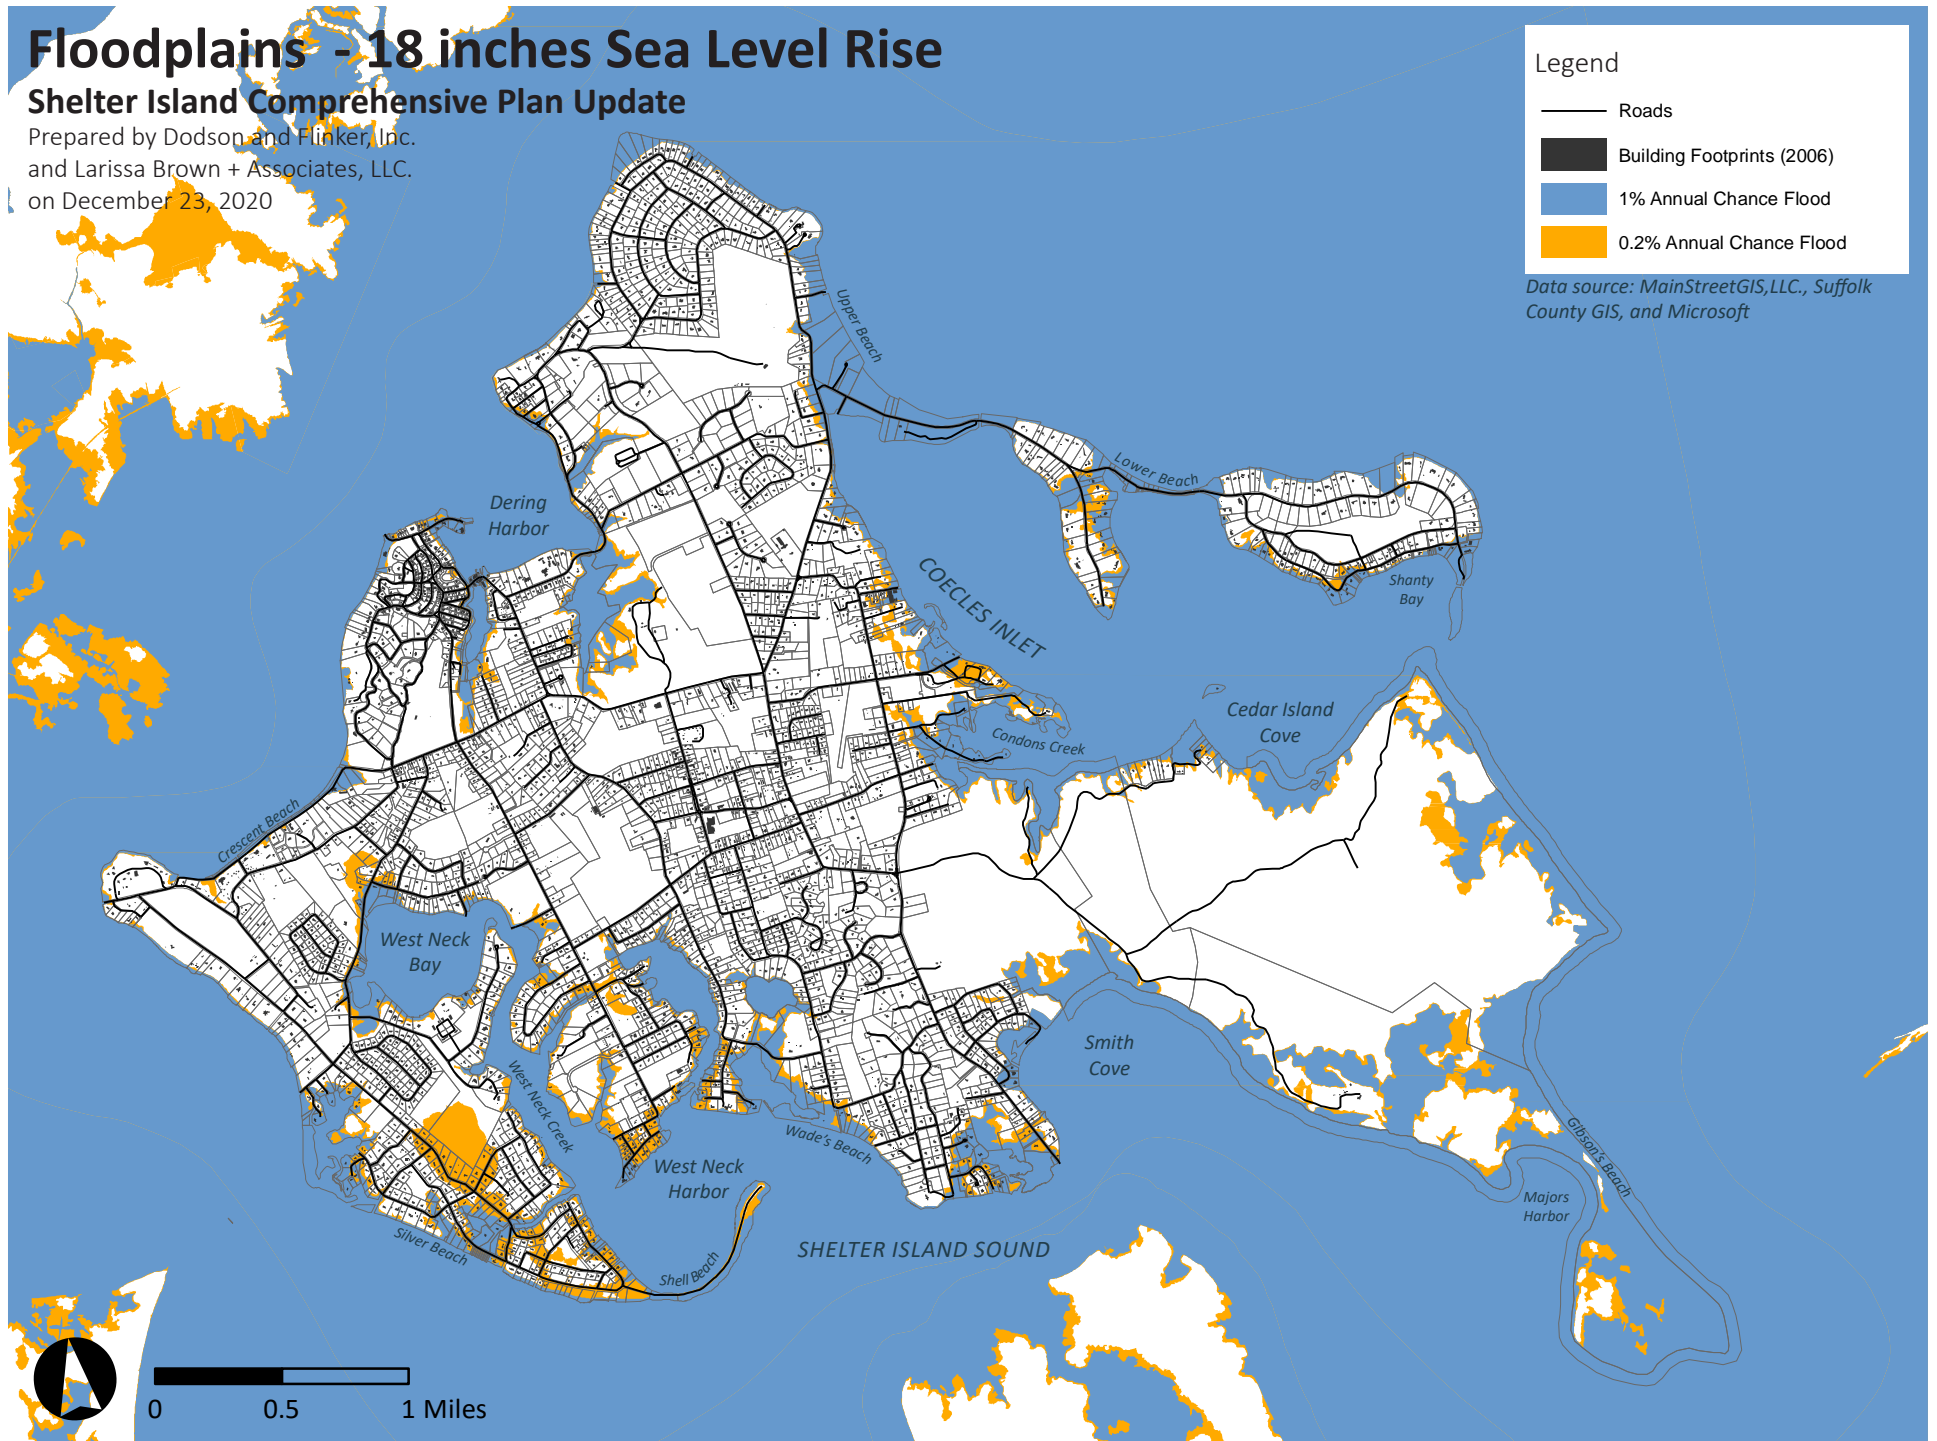 Floodplains - 18 inches Sea Level Rise
Shelter Island Comprehensive Plan Update
Prepared by Dodson and Flinker, Inc.
and Larissa Brown + Associates, LLC.
on December 23, 2020
Legend
Roads
Building Footprints (2006)
1% Annual Chance Flood
0.2% Annual Chance Flood
Data source: MainStreetGIS,LLC., Suffolk
County GIS, and Microsoft
Upper Beach
Lower Beach
Dering
Harbor
COECLES INLET
Shanty
Bay
Cedar Island
Cove
Condons Creek
Crescent Beach
West Neck
Bay
West Neck Creek
Smith
Cove
Wade's Beach
West Neck
Harbor
Gibson's Beach
Majors
Harbor
Silver Beach
Shell Beach
SHELTER ISLAND SOUND
0
0.5
1 Miles